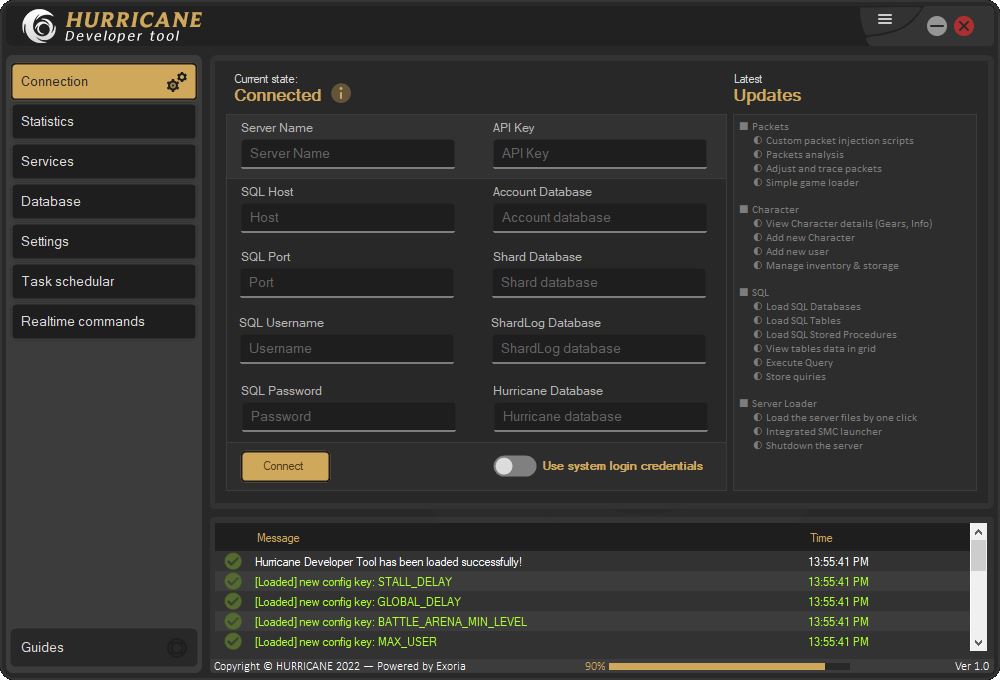 HURRICANE
Developer tool
Connection
Statistics
Services
Database
Settings
Task schedular
Realtime commands
Guides
Current state:
Connected
Server Name
API Key
Server Name
API Key
SQL Host
Account Database
Host
Account database
SQL Port
Shard Database
Port
Shard database
SQL Username
ShardLog Database
Username
ShardLog database
SQL Password
Hurricane Database
Password
Hurricane database
Connect
Use system login credentials
Latest
Updates
Packets
Custom packet injection scripts
Packets analysis
Adjust and trace packets
Simple game loader
Character
View Character details (Gears, Info)
Add new Character
Add new user
Manage inventory & storage
SQL
Load SQL Databases
Load SQL Tables
Load SQL Stored Procedures
View tables data in grid
Execute Query
Store quiries
Server Loader
Load the server files by one click
Integrated SMC launcher
Shutdown the server
Message Time
Hurricane Developer Tool has been loaded successfully! 13:55:41 PM
[Loaded] new config key: STALL_DELAY 13:55:41 PM
[Loaded] new config key: GLOBAL_DELAY 13:55:41 PM
[Loaded] new config key: BATTLE_ARENA_MIN_LEVEL 13:55:41 PM
[Loaded] new config key: MAX_USER 13:55:41 PM
Copyright © HURRICANE 2022 — Powered by Exoria 90% Ver 1.0